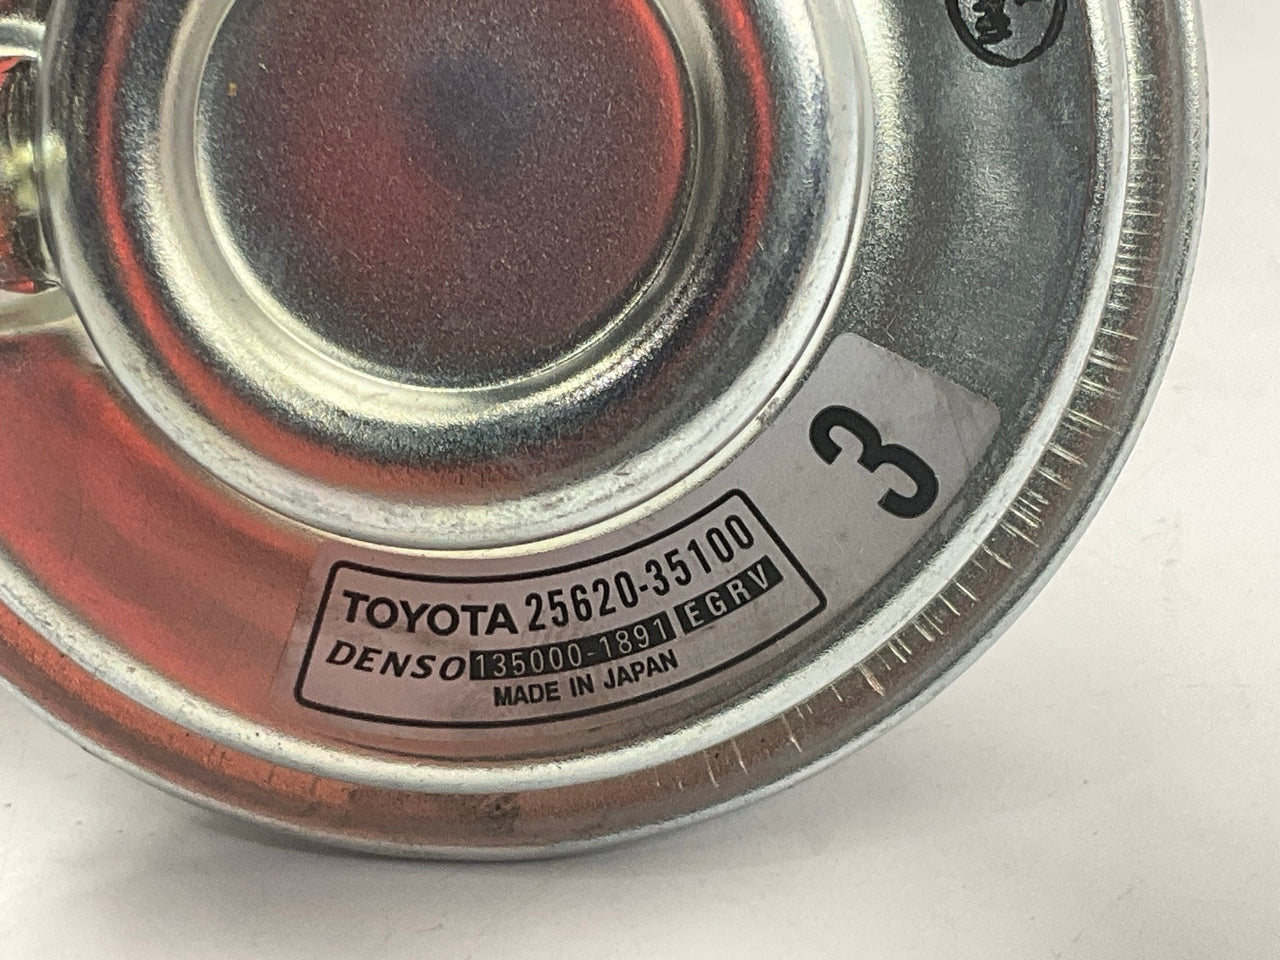 3
TOYOTA 25620-35100
DENSO 135000-1891 EGRV
MADE IN JAPAN